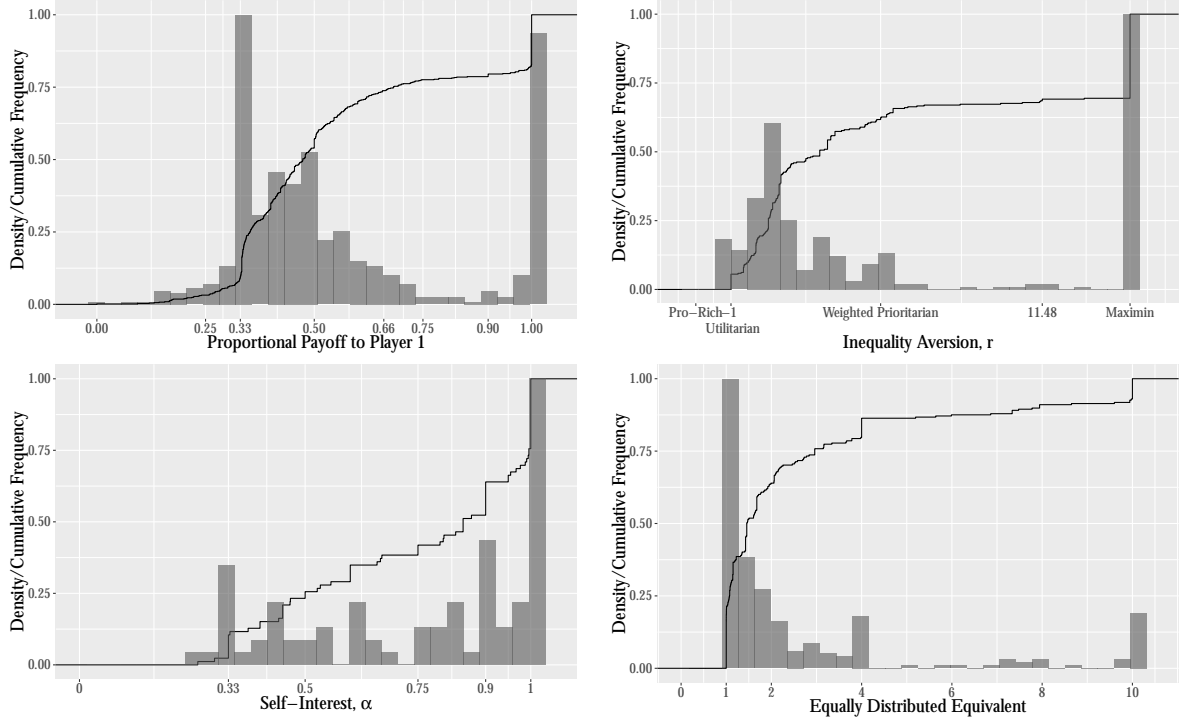 Density/Cumulative Frequency
1.00
0.75
0.50
0.25
0.00
0.00 0.25 0.33 0.50 0.66 0.75 0.90 1.00
Proportional Payoff to Player 1
Density/Cumulative Frequency
1.00
0.75
0.50
0.25
0.00
Pro−Rich−1 Weighted Prioritarian 11.48 Maximin
Utilitarian
Inequality Aversion, r
Density/Cumulative Frequency
1.00
0.75
0.50
0.25
0.00
0 0.33 0.5 0.75 0.9 1
Self−Interest, α
Density/Cumulative Frequency
1.00
0.75
0.50
0.25
0.00
0 1 2 4 6 8 10
Equally Distributed Equivalent